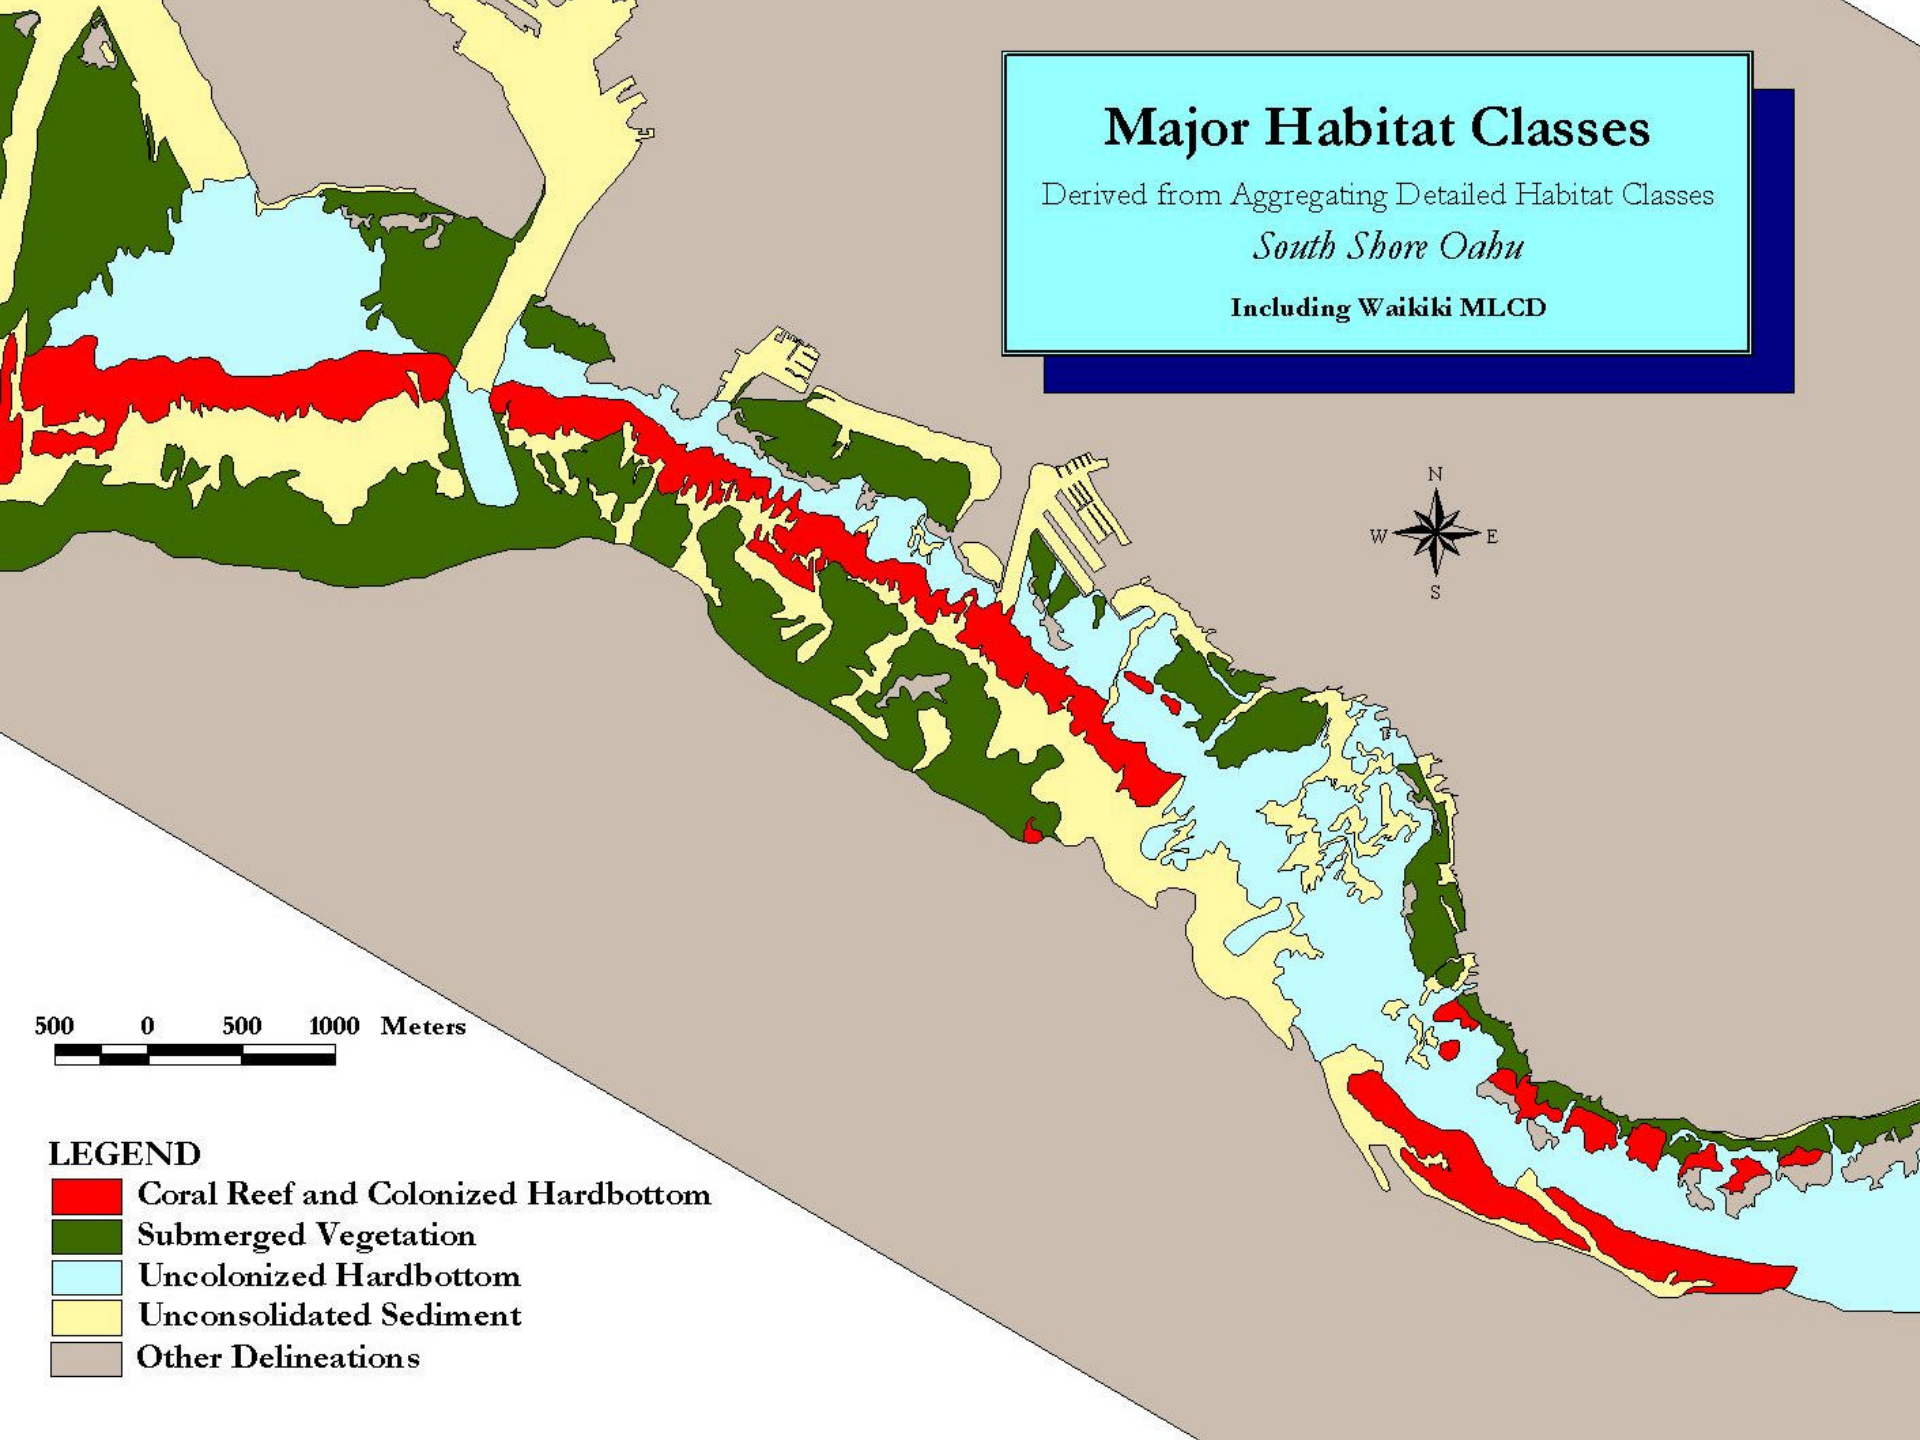 Major Habitat Classes
Derived from Aggregating Detailed Habitat Classes
South Shore Oahu
Including Waikiki MLCD
N
W E
S
500 0 500 1000 Meters
LEGEND
Coral Reef and Colonized Hardbottom
Submerged Vegetation
Uncolonized Hardbottom
Unconsolidated Sediment
Other Delineations